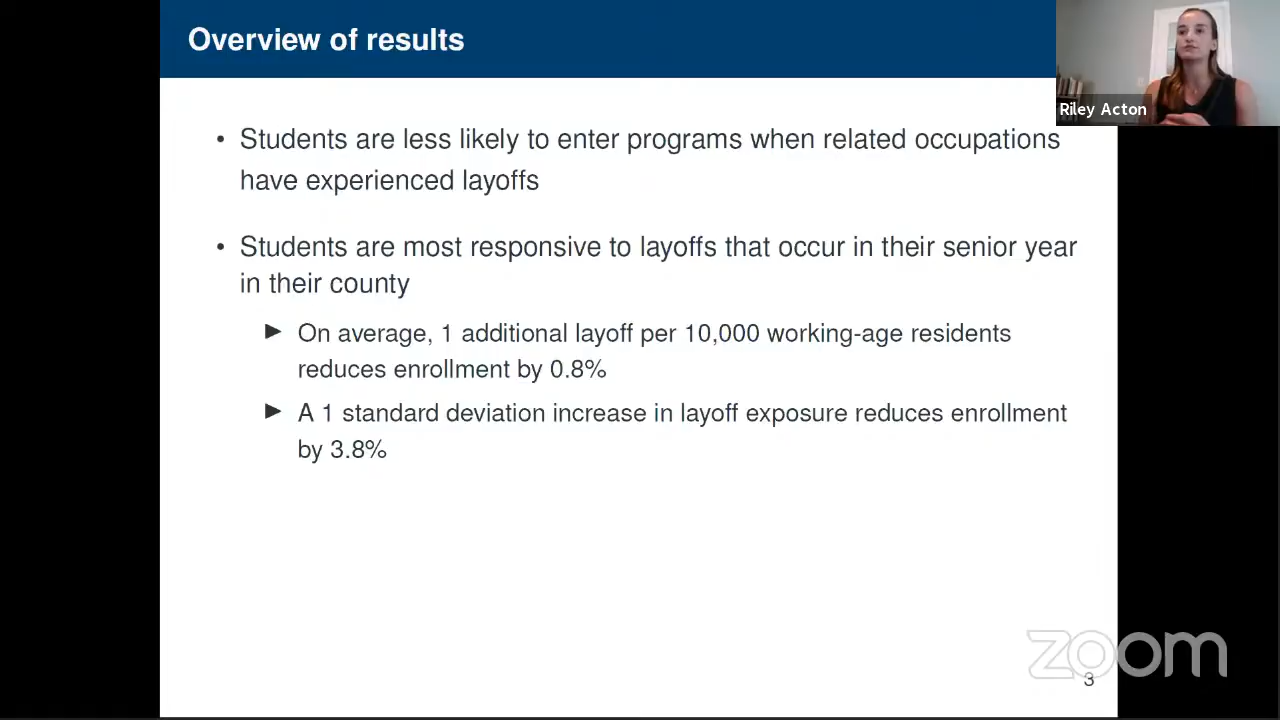 Overview of results
Riley Acton
• Students are less likely to enter programs when related occupations
have experienced layoffs
• Students are most responsive to layoffs that occur in their senior year
in their county
▶ On average, 1 additional layoff per 10,000 working-age residents
reduces enrollment by 0.8%
▶ A 1 standard deviation increase in layoff exposure reduces enrollment
by 3.8%
zoom
3